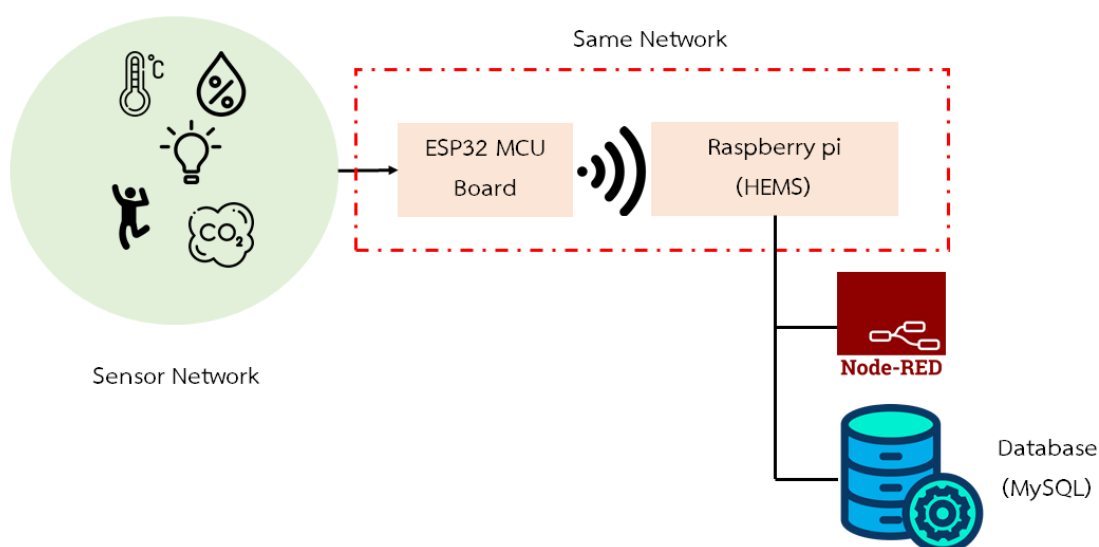 Same Network
°C
%
CO2
ESP32 MCU
Board
Raspberry pi
(HEMS)
Sensor Network
Node-RED
Database
(MySQL)